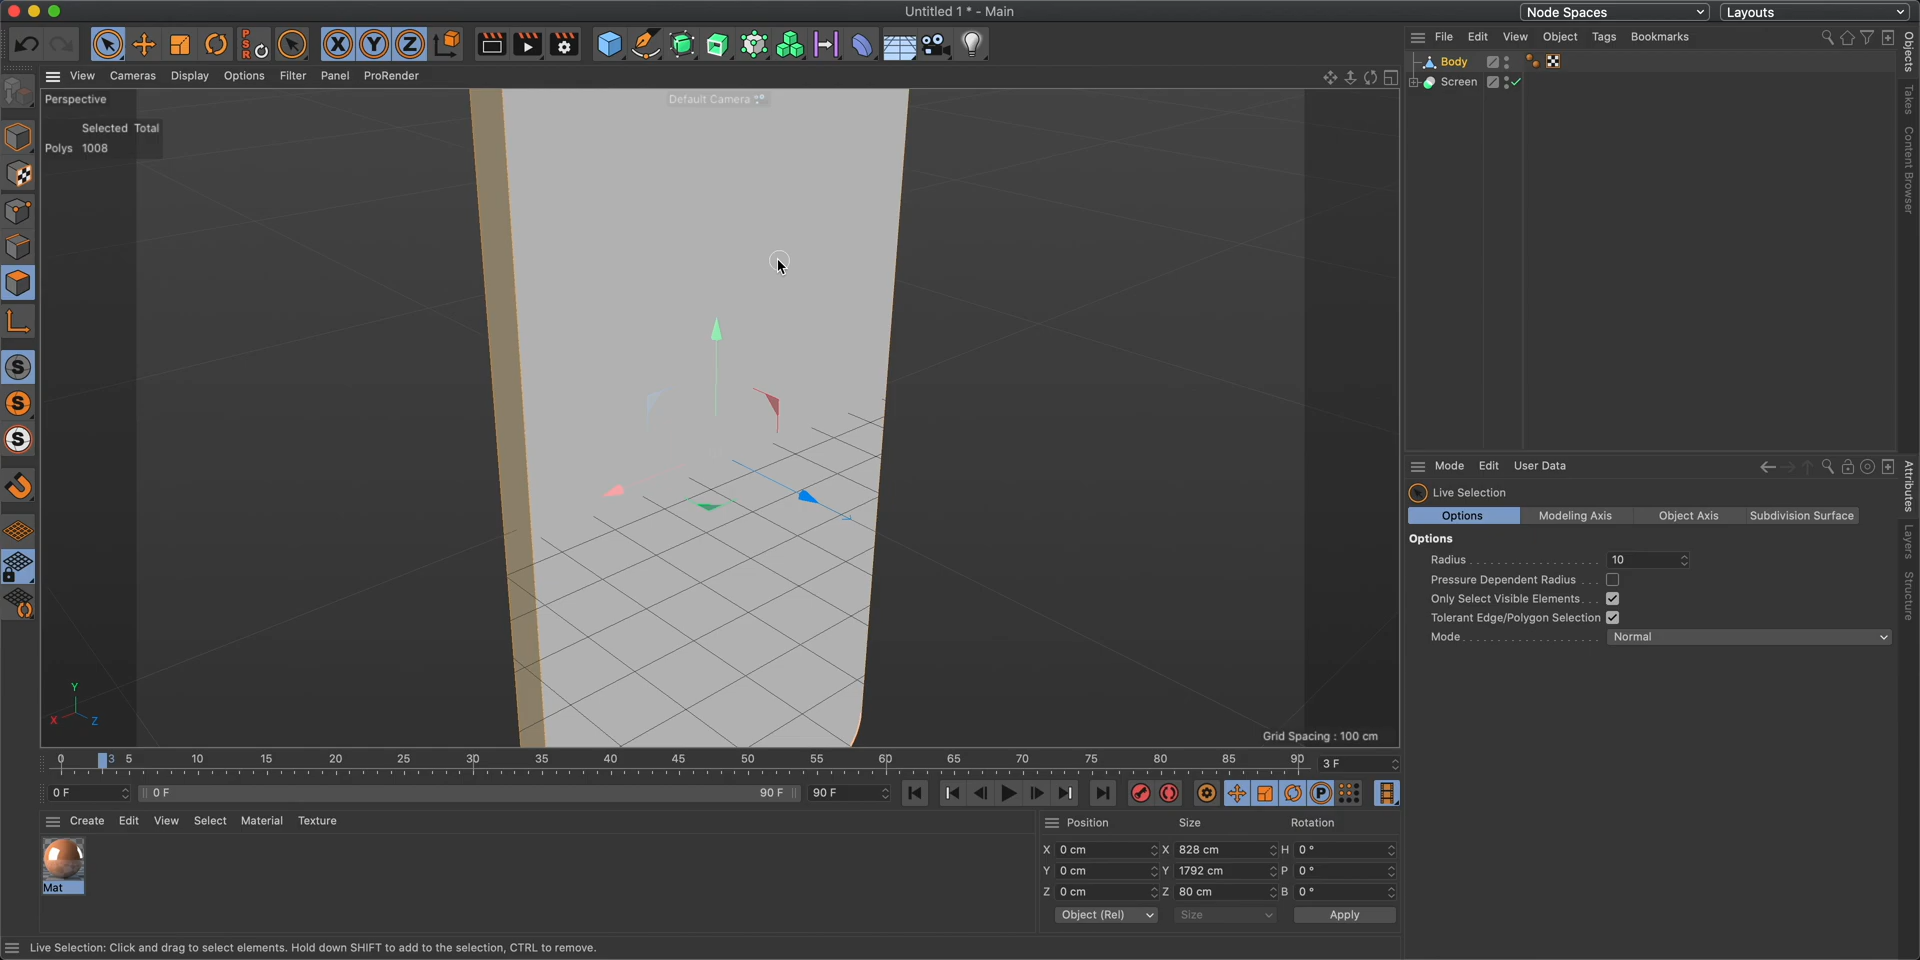 Untitled 1 * - Main
Node Spaces
Layouts
PSR
X Y Z
File Edit View Object Tags Bookmarks
Body
Screen
Objects
Takes
Content Browser
View Cameras Display Options Filter Panel ProRender
Perspective
Default Camera
Selected Total
Polys 1008
S
S
S
Y
X
Z
Grid Spacing : 100 cm
Mode Edit User Data
Live Selection
Options Modeling Axis Object Axis Subdivision Surface
Options
Radius 10
Pressure Dependent Radius
Only Select Visible Elements
Tolerant Edge/Polygon Selection
Mode Normal
Attributes
Layers
Structure
0 3 5 10 15 20 25 30 35 40 45 50 55 60 65 70 75 80 85 90 3 F
0 F 0 F 90 F 90 F P
Create Edit View Select Material Texture
Mat
Position Size Rotation
X 0 cm X 828 cm H 0 °
Y 0 cm Y 1792 cm P 0 °
Z 0 cm Z 80 cm B 0 °
Object (Rel) Size Apply
Live Selection: Click and drag to select elements. Hold down SHIFT to add to the selection, CTRL to remove.